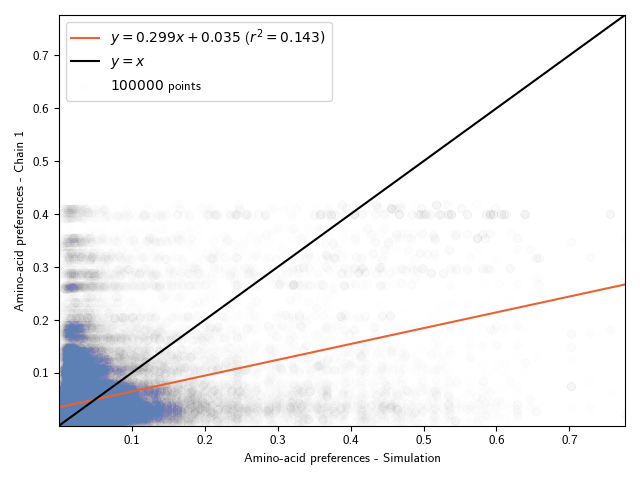 y = 0.299x + 0.035 (r² = 0.143)
y = x
100000 points
0.7
0.6
0.5
0.4
0.3
0.2
0.1
Amino-acid preferences - Chain 1
0.1 0.2 0.3 0.4 0.5 0.6 0.7
Amino-acid preferences - Simulation